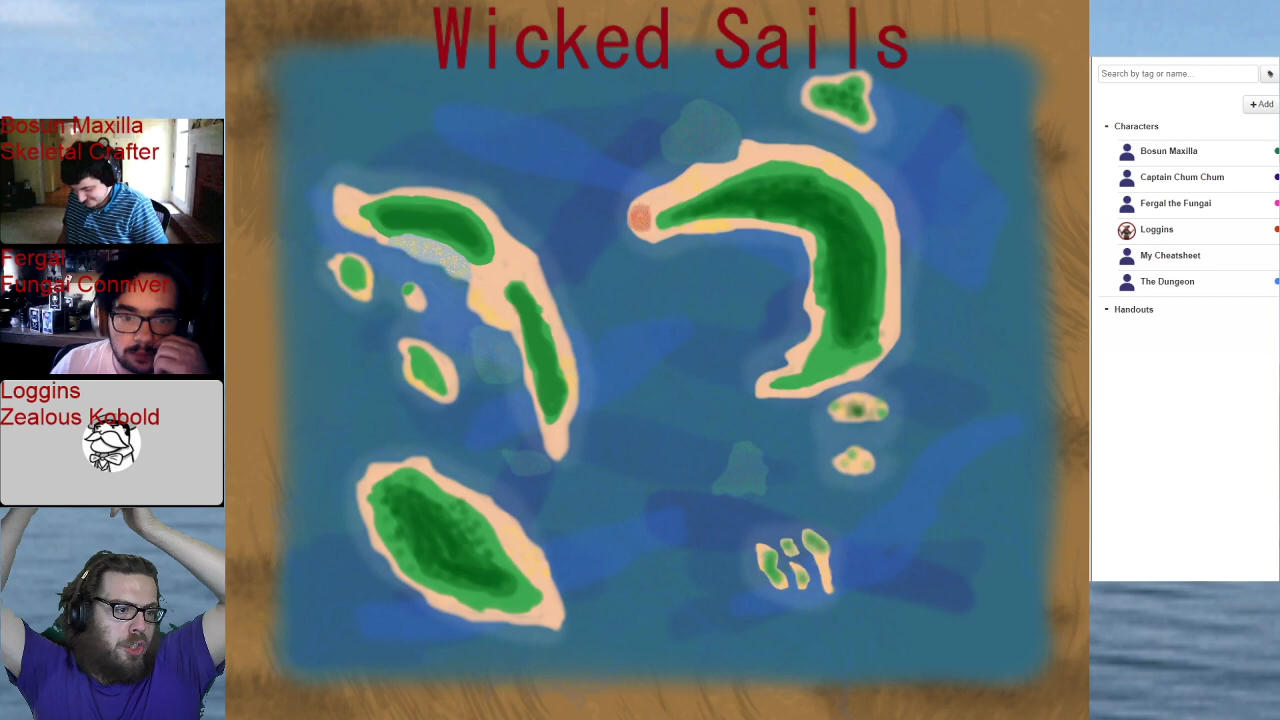 Wicked Sails
Bosun Maxilla
Skeletal Crafter
Fergal
Fungal Conniver
Loggins
Zealous Kobold
Search by tag or name...
+ Add
Characters
Bosun Maxilla
Captain Chum Chum
Fergal the Fungai
Loggins
My Cheatsheet
The Dungeon
Handouts